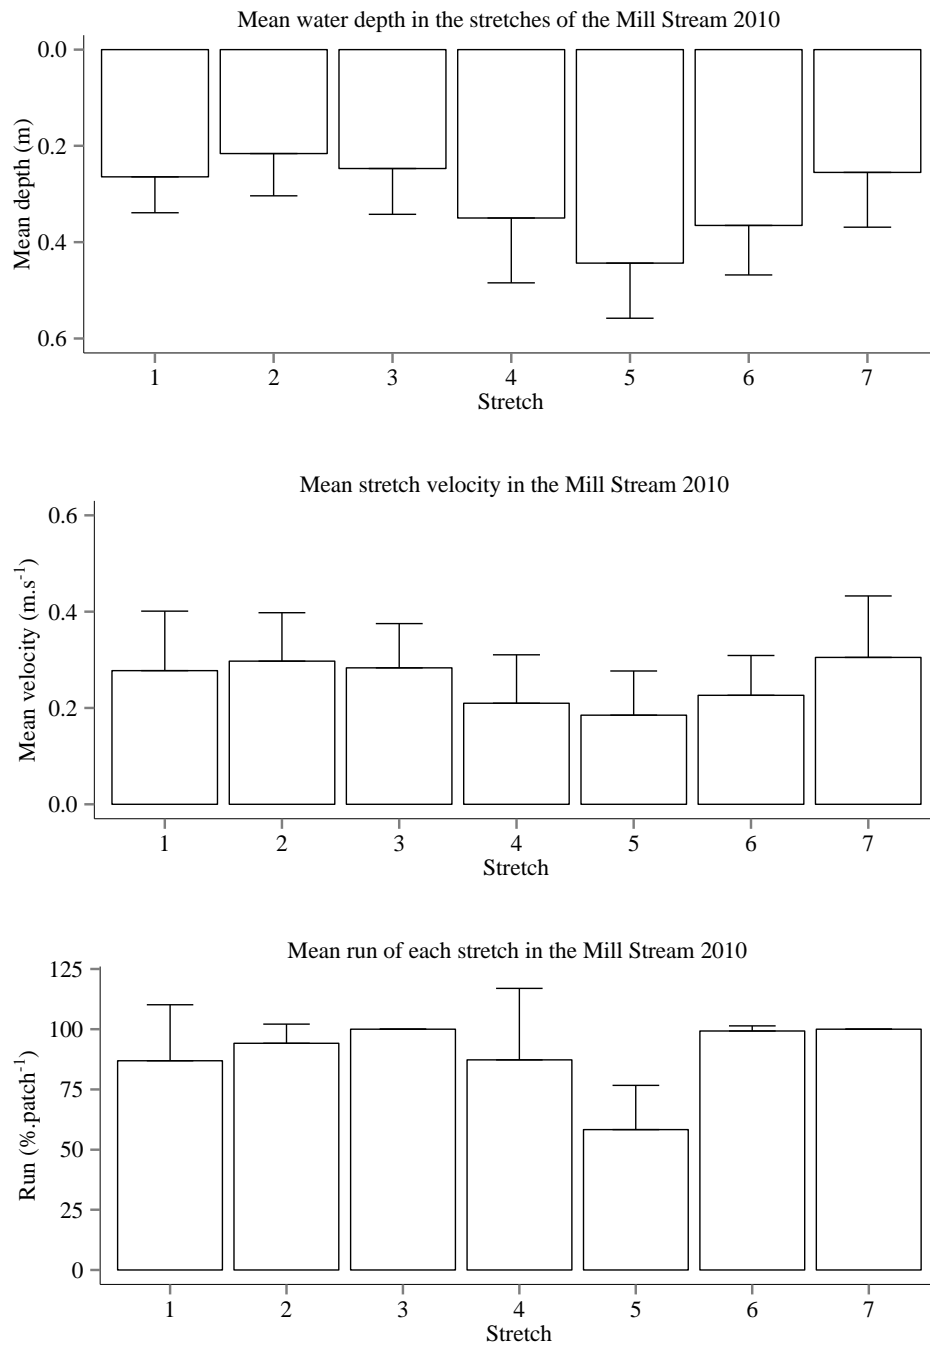 Mean water depth in the stretches of the Mill Stream 2010
0.0
0.2
0.4
0.6
Mean depth (m)
1 2 3 4 5 6 7
Stretch
Mean stretch velocity in the Mill Stream 2010
0.6
0.4
0.2
0.0
Mean velocity (m.s⁻¹)
1 2 3 4 5 6 7
Stretch
Mean run of each stretch in the Mill Stream 2010
125
100
75
50
25
0
Run (%.patch⁻¹)
1 2 3 4 5 6 7
Stretch